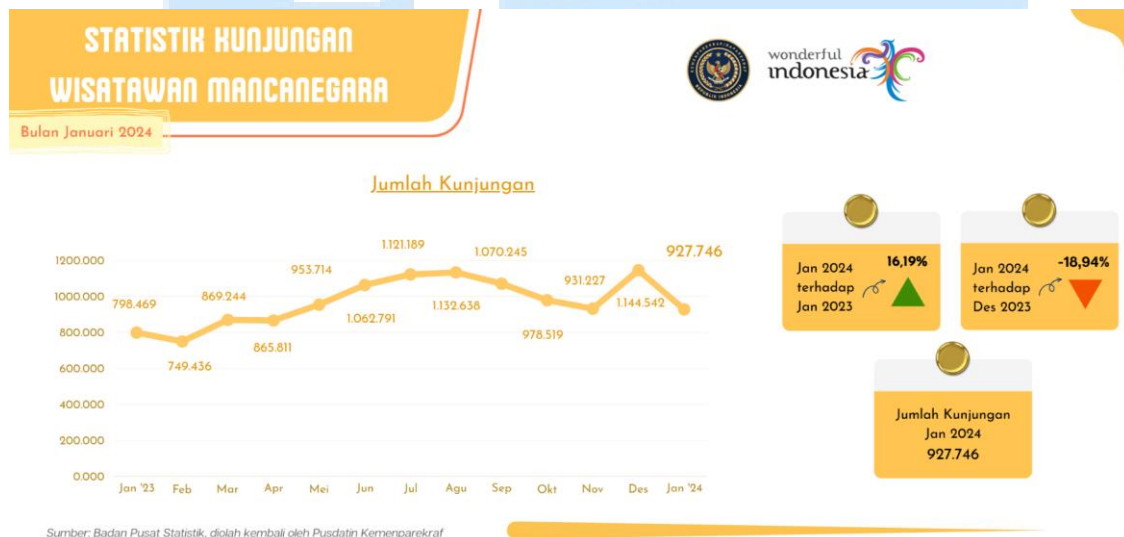 STATISTIK KUNJUNGAN
WISATAWAN MANCANEGARA
Bulan Januari 2024
wonderful
indonesia
Jumlah Kunjungan
1200.000
1000.000
800.000
600.000
400.000
200.000
0.000
798.469
749.436
869.244
865.811
953.714
1.062.791
1.121.189
1.132.638
1.070.245
978.519
931.227
1.144.542
927.746
Jan '23 Feb Mar Apr Mei Jun Jul Agu Sep Okt Nov Des Jan '24
Jan 2024
terhadap
Jan 2023
16,19%
Jan 2024
terhadap
Des 2023
-18,94%
Jumlah Kunjungan
Jan 2024
927.746
Sumber: Badan Pusat Statistik, diolah kembali oleh Pusdatin Kemenparekraf